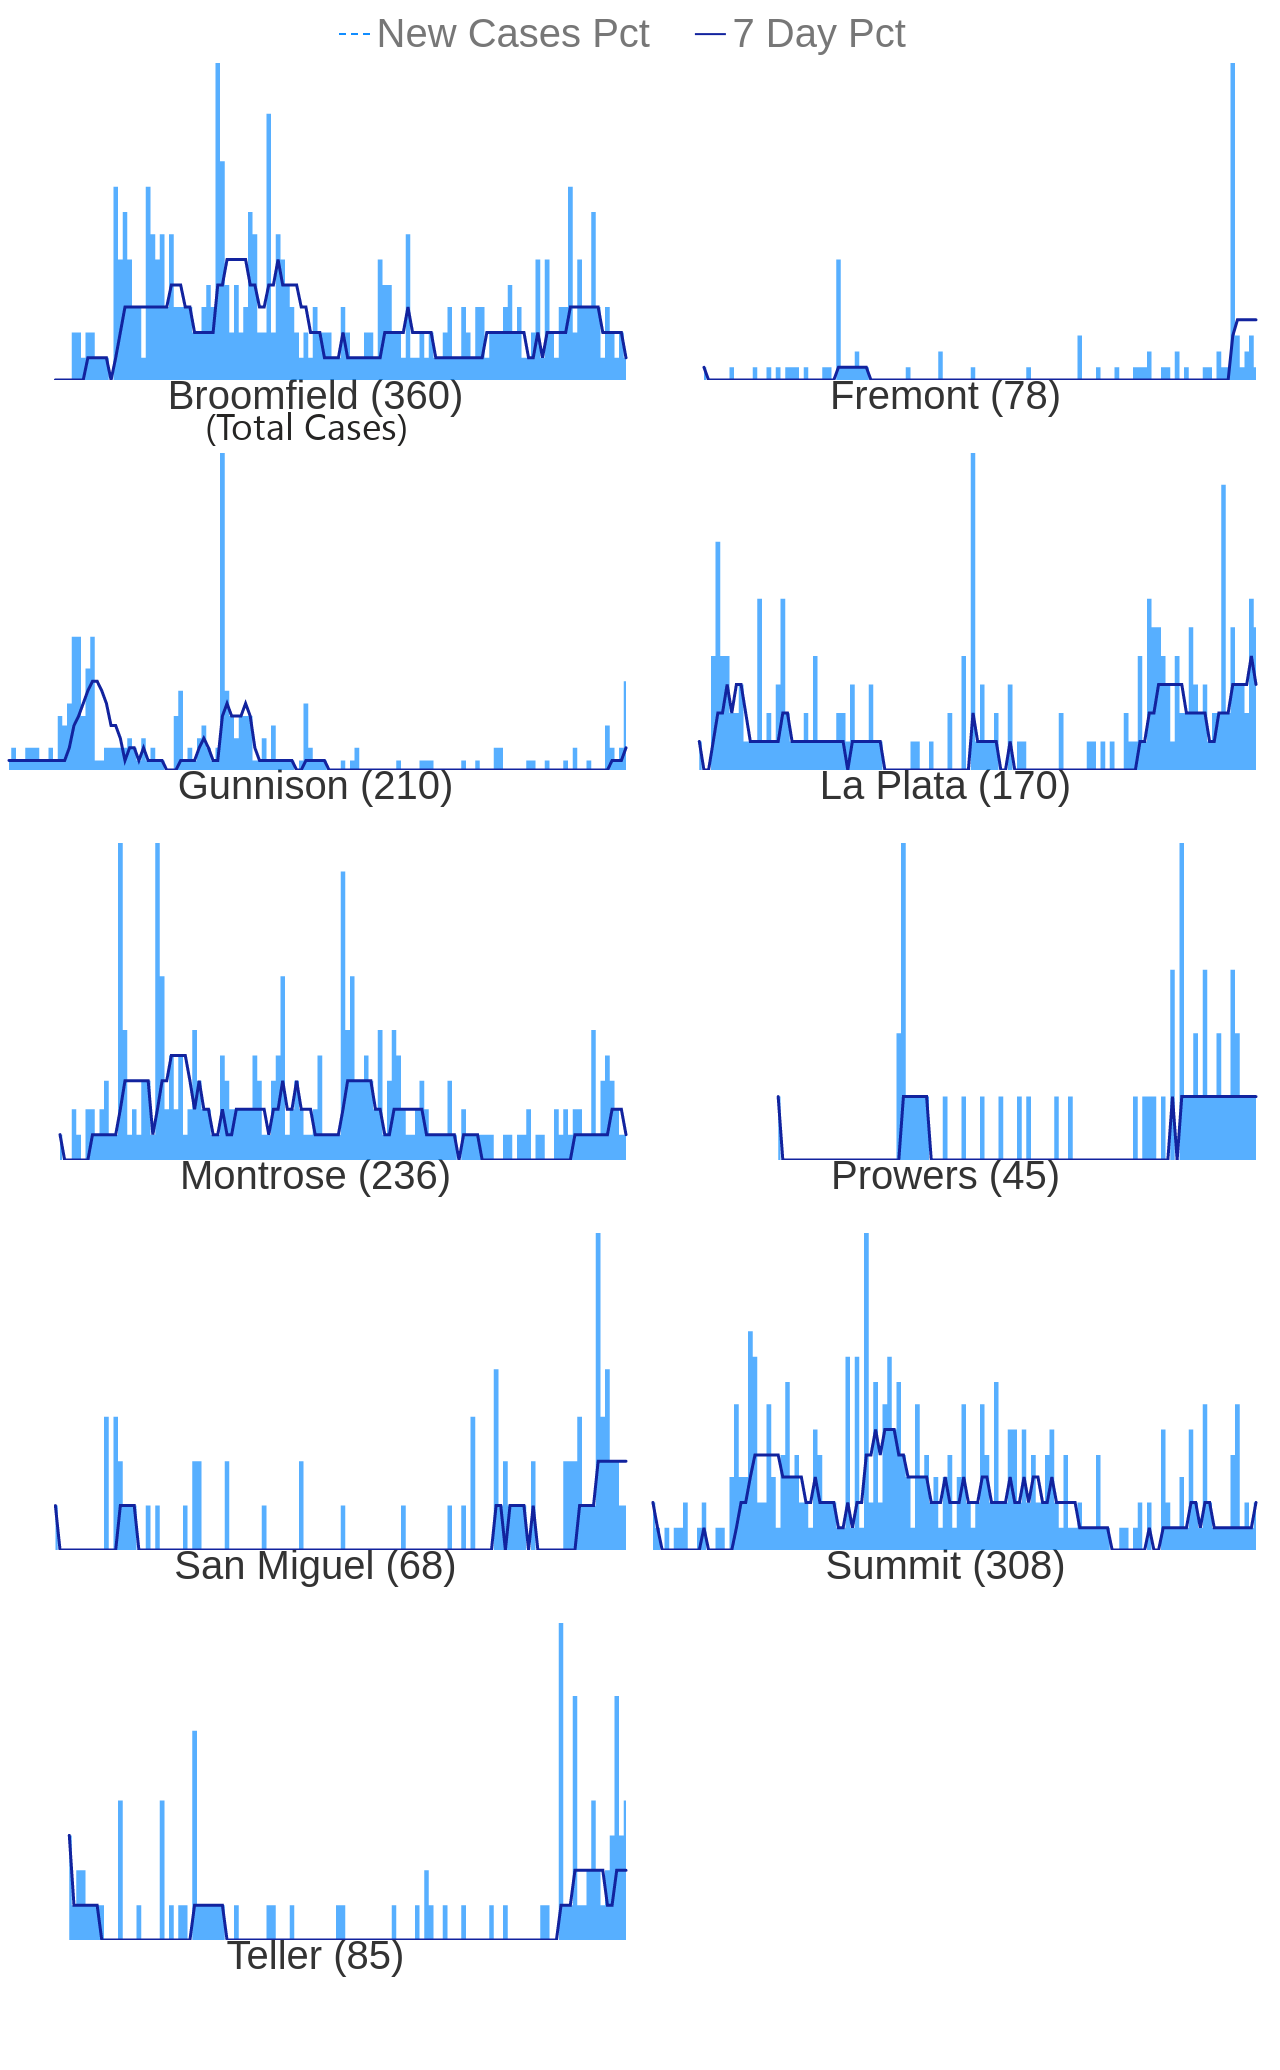 New Cases Pct 7 Day Pct
Broomfield (360) Fremont (78)
(Total Cases)
Gunnison (210) La Plata (170)
Montrose (236) Prowers (45)
San Miguel (68) Summit (308)
Teller (85)